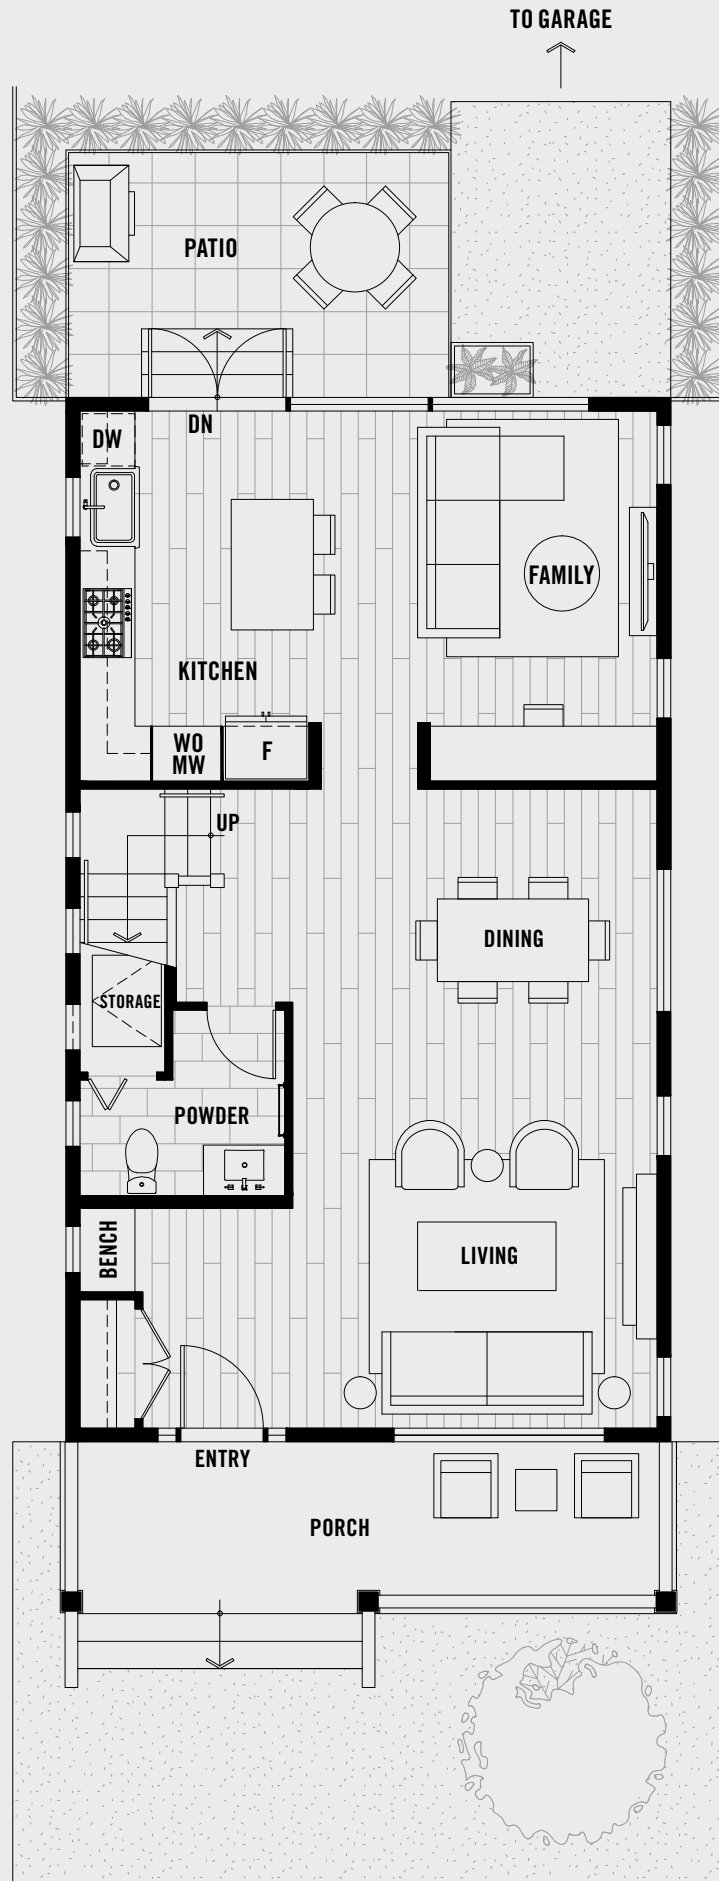 TO GARAGE
PATIO
DN
DW
FAMILY
KITCHEN
WO
MW
F
UP
DINING
STORAGE
POWDER
BENCH
LIVING
ENTRY
PORCH